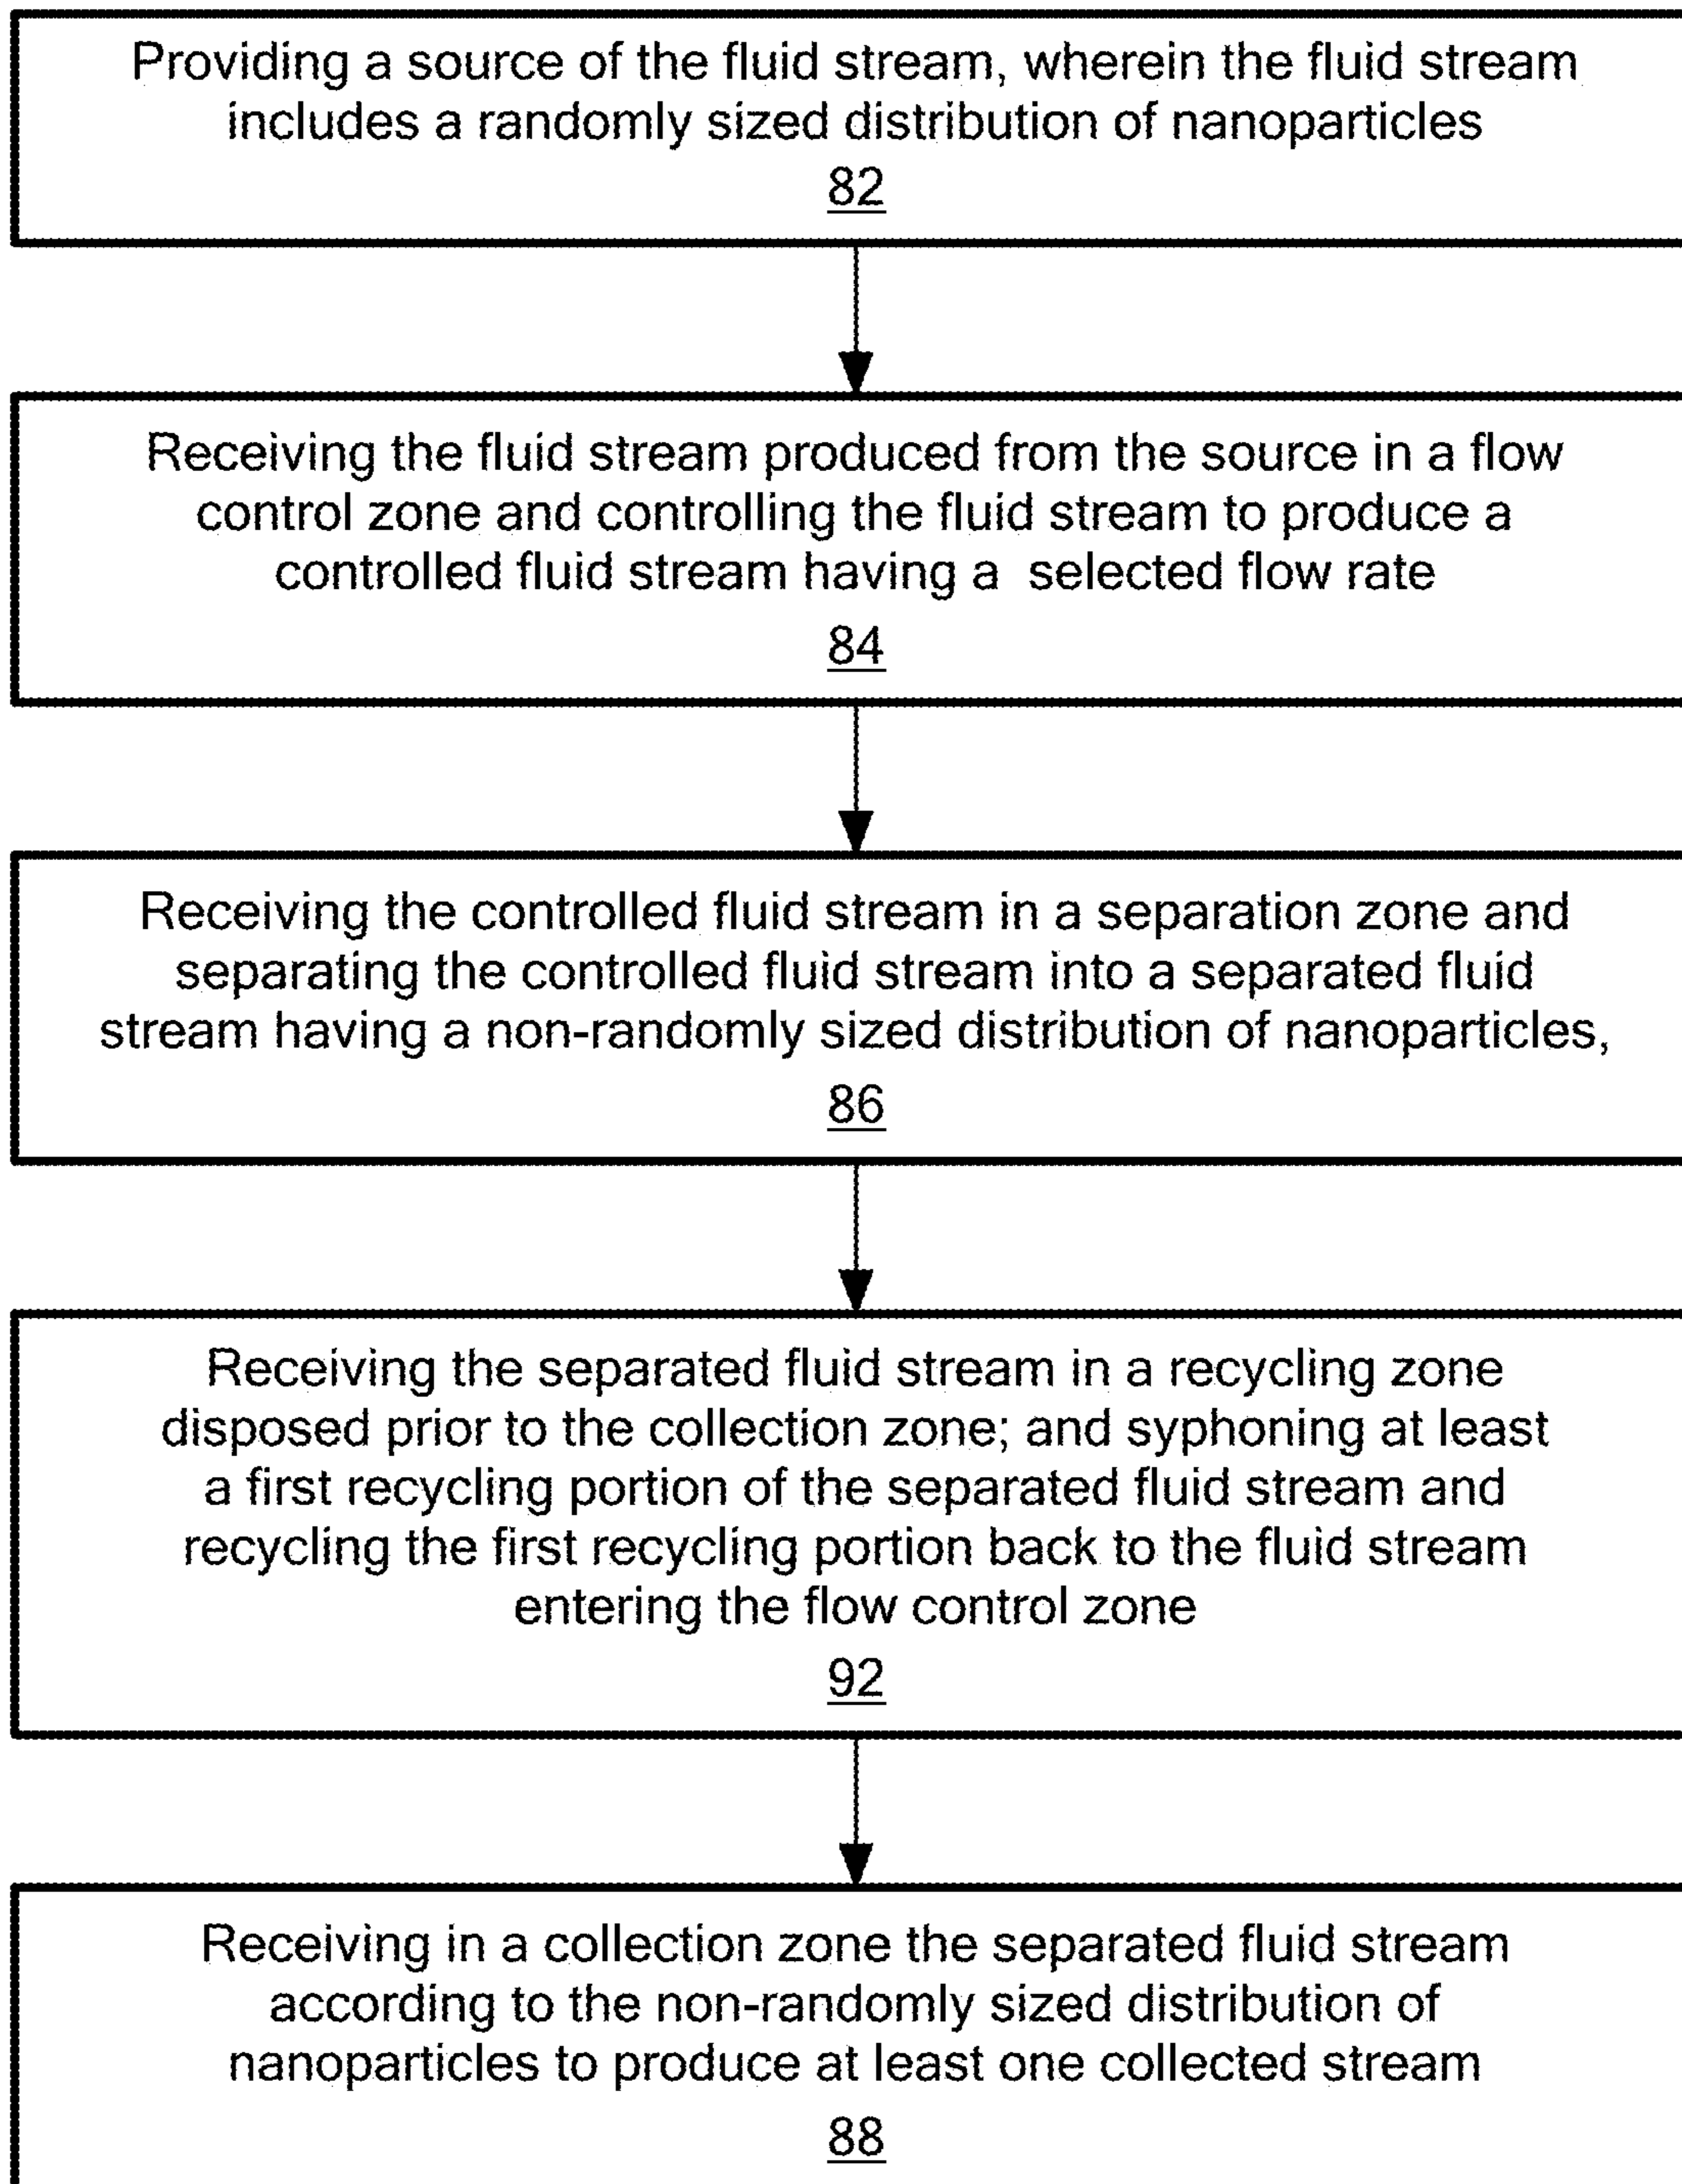 Providing a source of the fluid stream, wherein the fluid stream
includes a randomly sized distribution of nanoparticles
82
Receiving the fluid stream produced from the source in a flow
control zone and controlling the fluid stream to produce a
controlled fluid stream having a selected flow rate
84
Receiving the controlled fluid stream in a separation zone and
separating the controlled fluid stream into a separated fluid
stream having a non-randomly sized distribution of nanoparticles,
86
Receiving the separated fluid stream in a recycling zone
disposed prior to the collection zone; and syphoning at least
a first recycling portion of the separated fluid stream and
recycling the first recycling portion back to the fluid stream
entering the flow control zone
92
Receiving in a collection zone the separated fluid stream
according to the non-randomly sized distribution of
nanoparticles to produce at least one collected stream
88